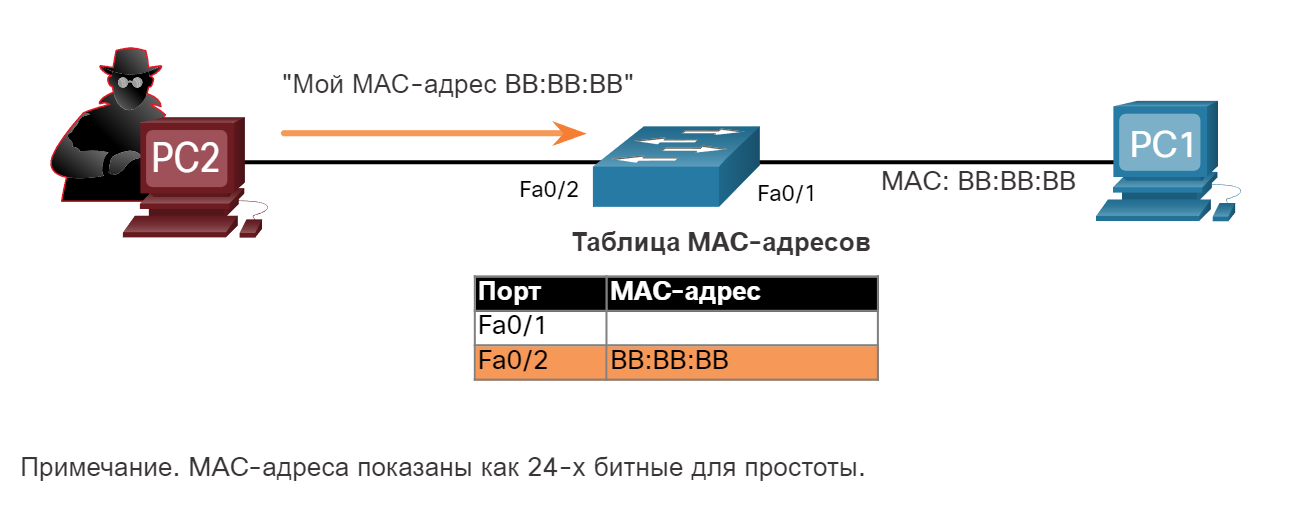 "Мой MAC-адрес BB:BB:BB"
PC2
PC1
Fa0/2
Fa0/1
MAC: BB:BB:BB
Таблица MAC-адресов
Порт MAC-адрес
Fa0/1
Fa0/2 BB:BB:BB
Примечание. MAC-адреса показаны как 24-х битные для простоты.